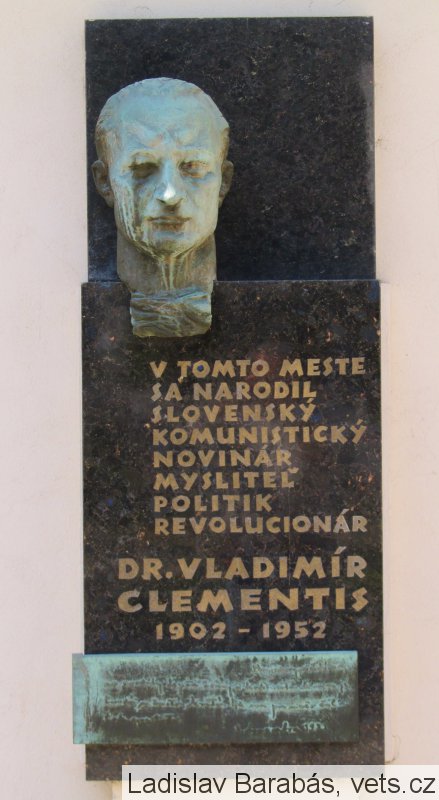 V TOMTO MESTE
SA NARODIL
SLOVENSKÝ
KOMUNISTICKÝ
NOVINÁR
MYSLITEĽ
POLITIK
REVOLUCIONÁR
DR. VLADIMÍR
CLEMENTIS
1902 – 1952
Ladislav Barabás, vets.cz